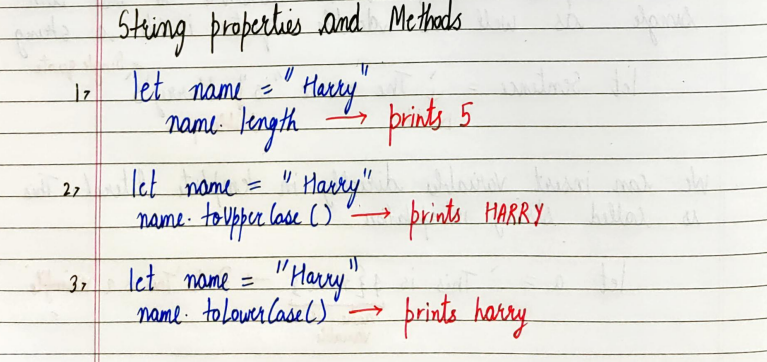 String properties and Methods
1> let name = "Harry"
name. length → prints 5
2> let name = "Harry"
name. toUpper Case () → prints HARRY
3> let name = "Harry"
name. toLowerCase() → prints harry